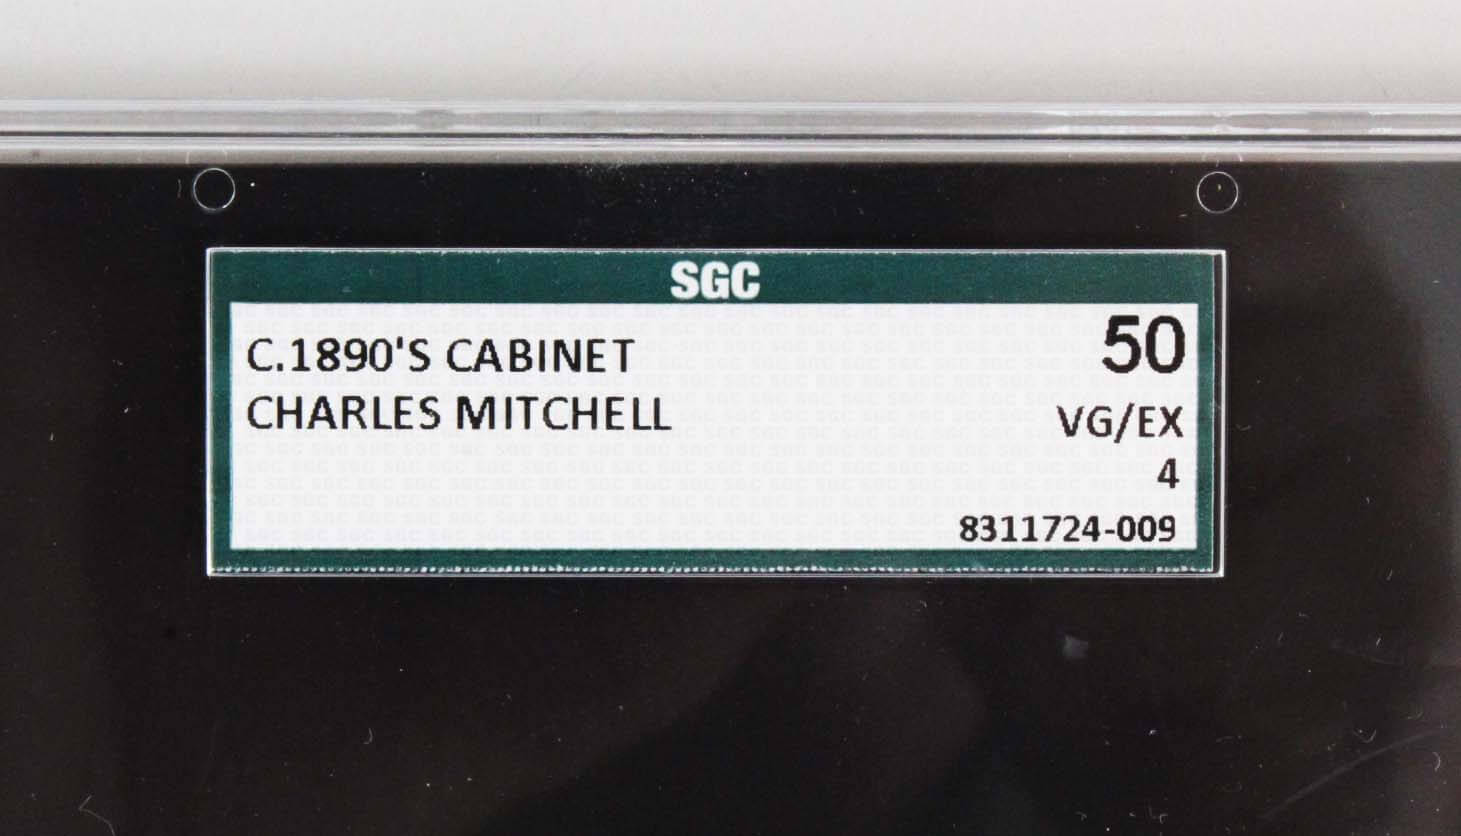 SGC
C.1890'S CABINET
CHARLES MITCHELL
50
VG/EX
4
8311724-009